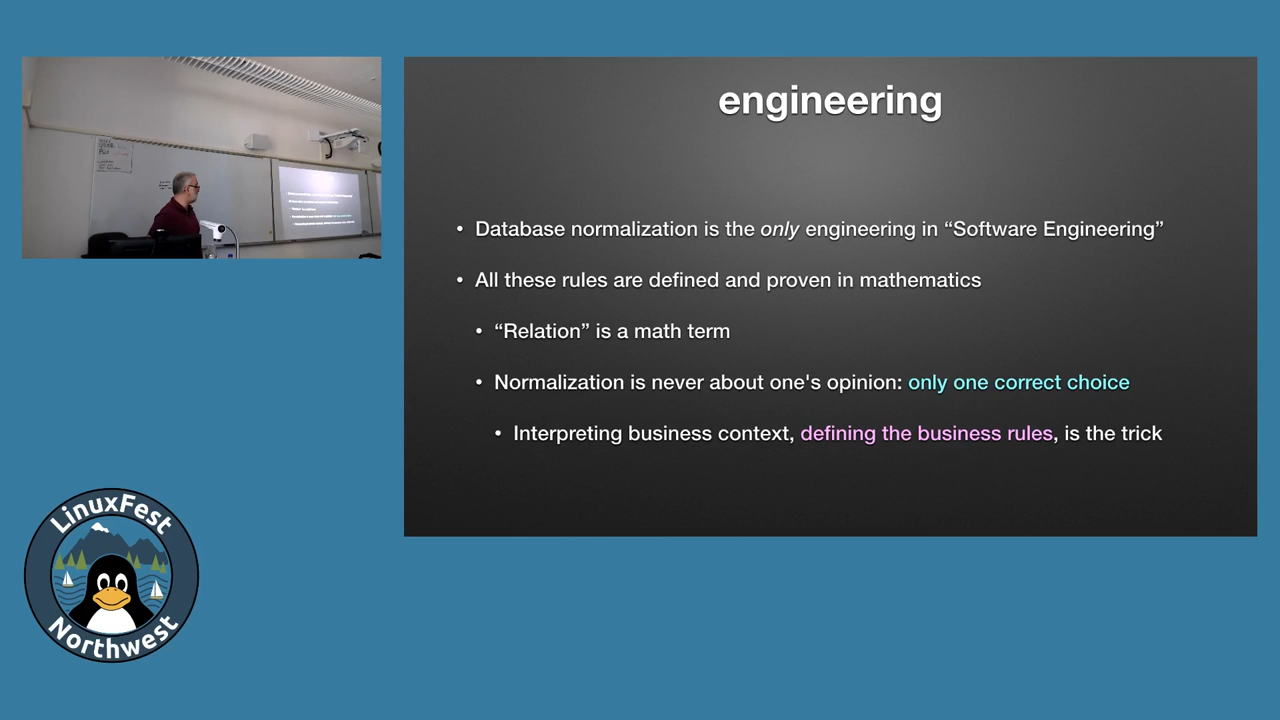 engineering
• Database normalization is the only engineering in “Software Engineering”
• All these rules are defined and proven in mathematics
• “Relation” is a math term
• Normalization is never about one's opinion: only one correct choice
• Interpreting business context, defining the business rules, is the trick
LinuxFest
Northwest